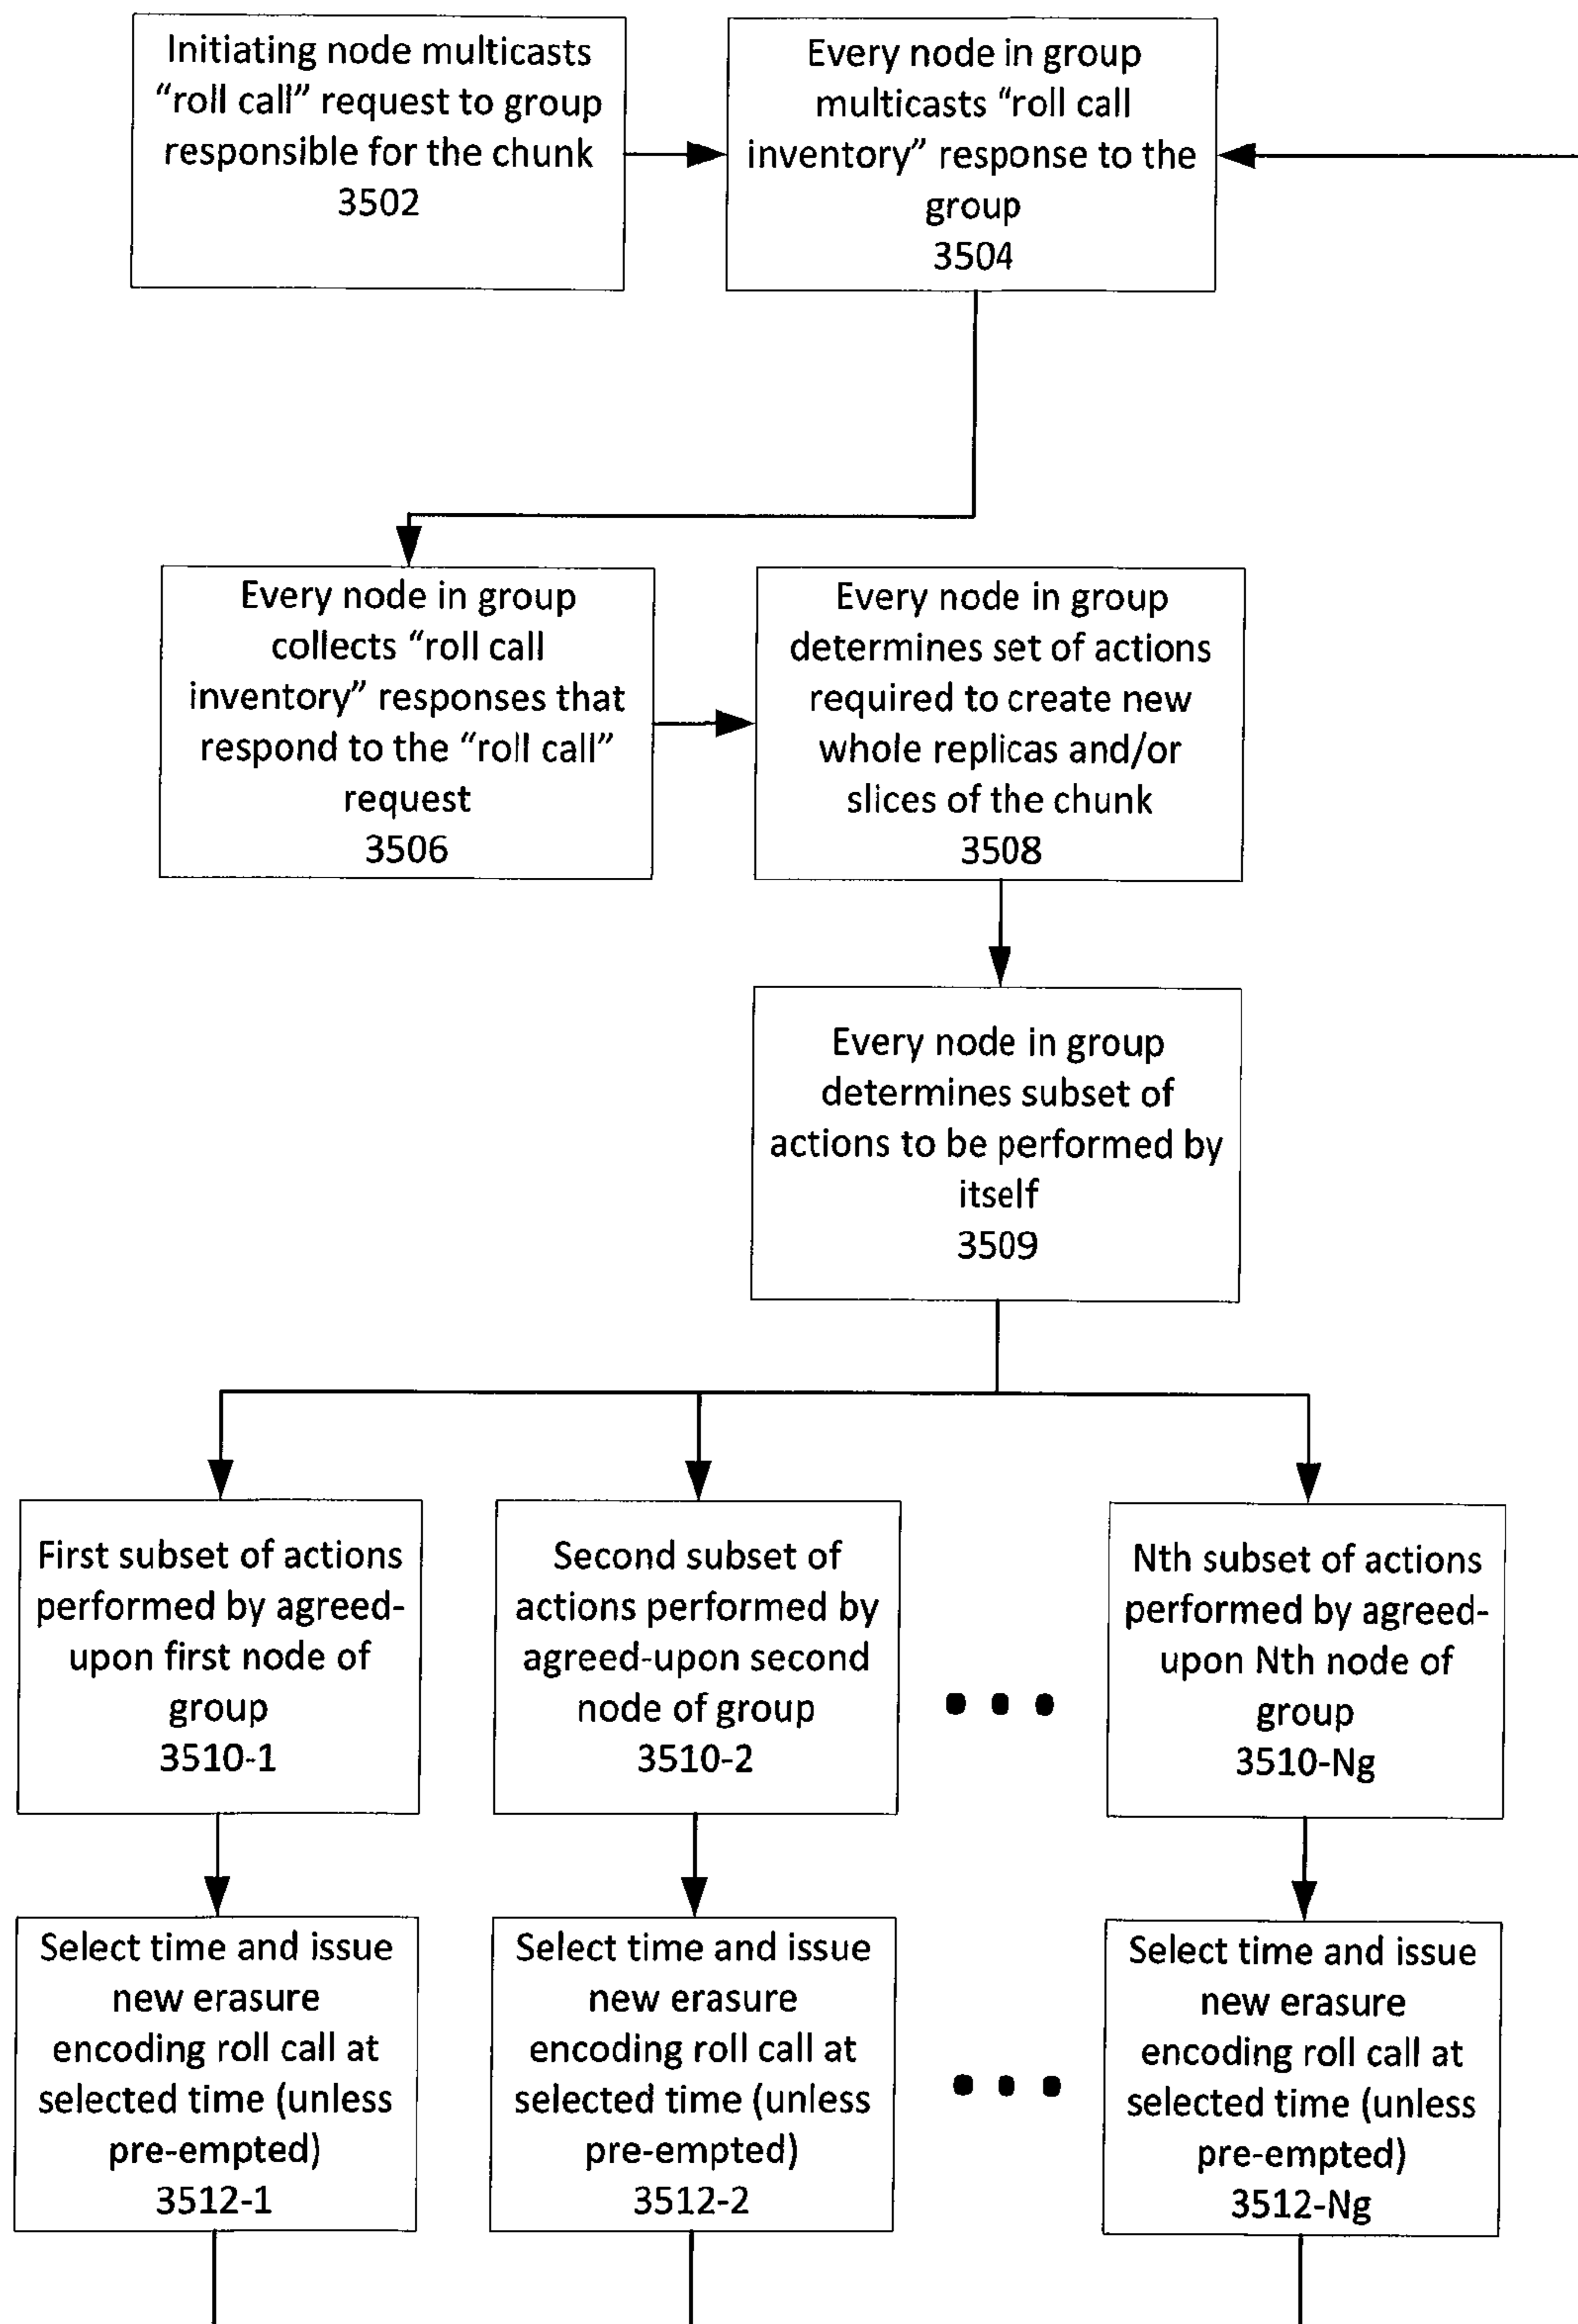 Initiating node multicasts
“roll call” request to group
responsible for the chunk
3502
Every node in group
multicasts “roll call
inventory” response to the
group
3504
Every node in group
collects “roll call
inventory” responses that
respond to the “roll call”
request
3506
Every node in group
determines set of actions
required to create new
whole replicas and/or
slices of the chunk
3508
Every node in group
determines subset of
actions to be performed by
itself
3509
First subset of actions
performed by agreed-
upon first node of
group
3510-1
Second subset of
actions performed by
agreed-upon second
node of group
3510-2
Nth subset of actions
performed by agreed-
upon Nth node of
group
3510-Ng
Select time and issue
new erasure
encoding roll call at
selected time (unless
pre-empted)
3512-1
Select time and issue
new erasure
encoding roll call at
selected time (unless
pre-empted)
3512-2
Select time and issue
new erasure
encoding roll call at
selected time (unless
pre-empted)
3512-Ng